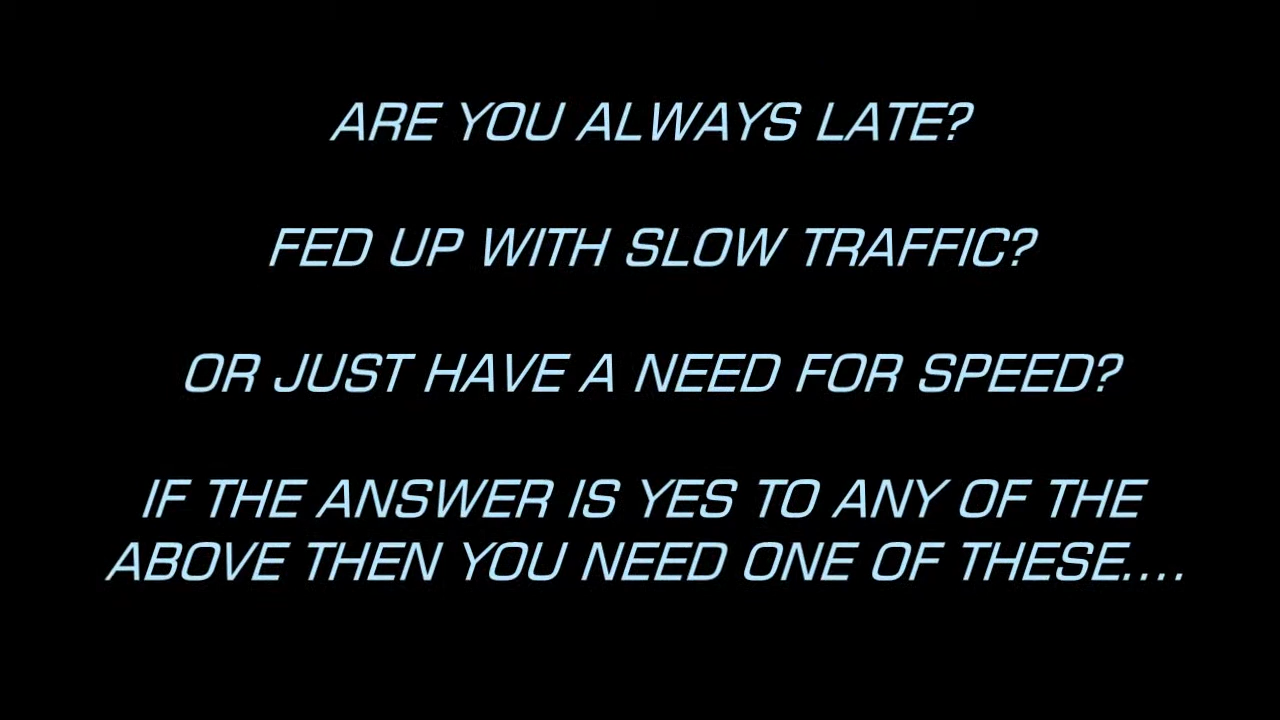 ARE YOU ALWAYS LATE?
FED UP WITH SLOW TRAFFIC?
OR JUST HAVE A NEED FOR SPEED?
IF THE ANSWER IS YES TO ANY OF THE
ABOVE THEN YOU NEED ONE OF THESE....